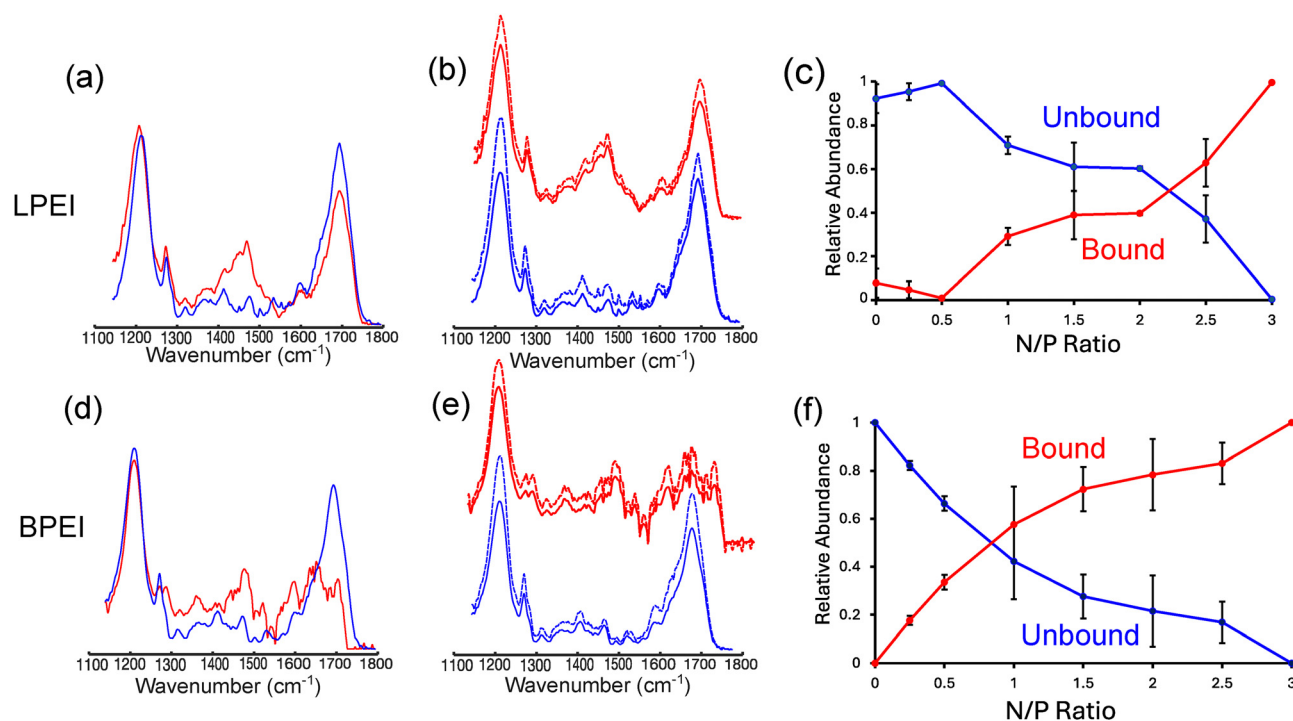 (a)
(b)
(c)
LPEI
1100 1200 1300 1400 1500 1600 1700 1800
Wavenumber (cm⁻¹)
1100 1200 1300 1400 1500 1600 1700 1800
Wavenumber (cm⁻¹)
Relative Abundance
1
0.8
0.6
0.4
0.2
0
Unbound
Bound
0 0.5 1 1.5 2 2.5 3
N/P Ratio
(d)
(e)
(f)
BPEI
1100 1200 1300 1400 1500 1600 1700 1800
Wavenumber (cm⁻¹)
1100 1200 1300 1400 1500 1600 1700 1800
Wavenumber (cm⁻¹)
Relative Abundance
1
0.8
0.6
0.4
0.2
0
Bound
Unbound
0 0.5 1 1.5 2 2.5 3
N/P Ratio